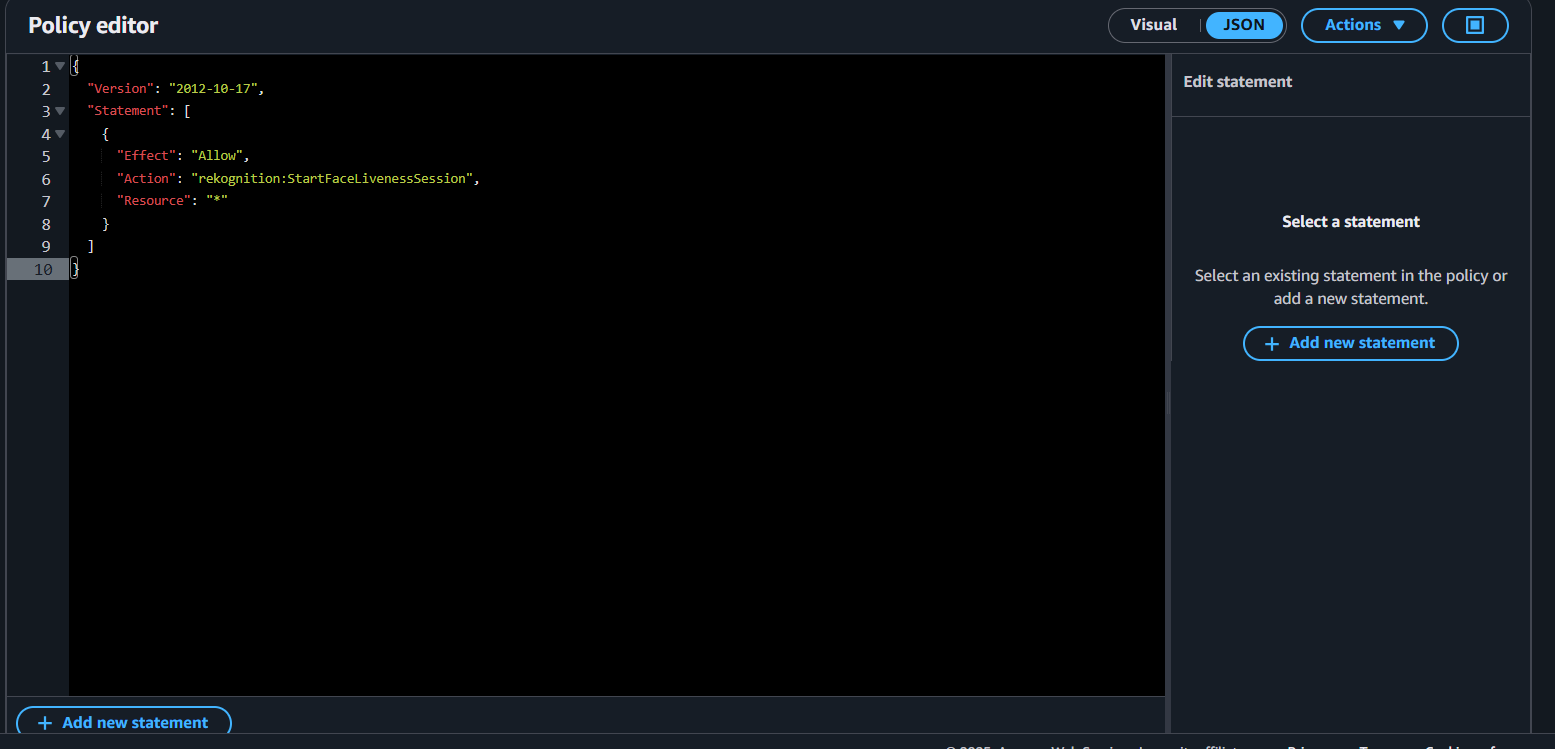 Policy editor
Visual
JSON
Actions
1 {
2 "Version": "2012-10-17",
3 "Statement": [
4 {
5 "Effect": "Allow",
6 "Action": "rekognition:StartFaceLivenessSession",
7 "Resource": "*"
8 }
9 ]
10 }
+ Add new statement
Edit statement
Select a statement
Select an existing statement in the policy or
add a new statement.
+ Add new statement